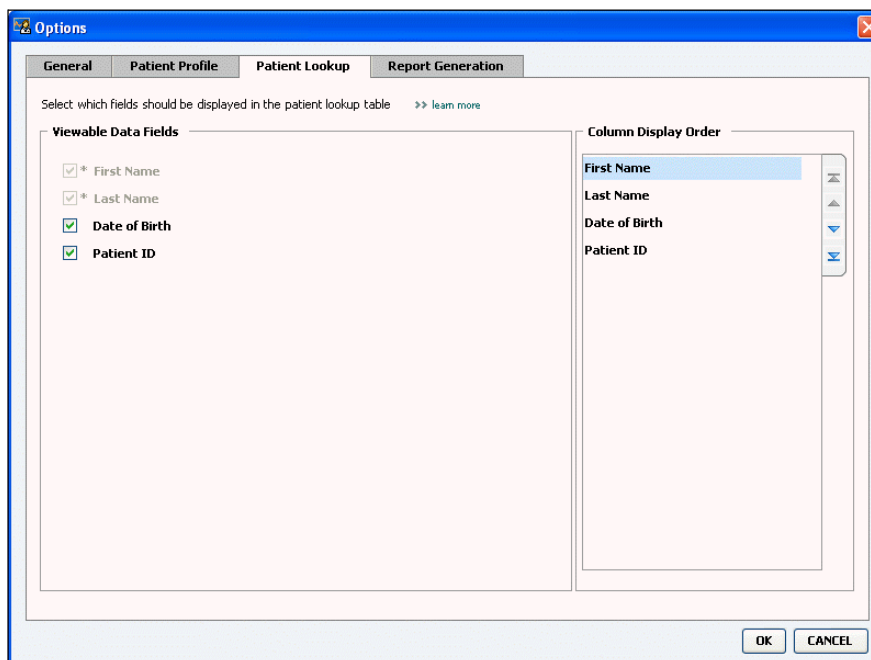 Options
General Patient Profile Patient Lookup Report Generation
Select which fields should be displayed in the patient lookup table >> learn more
Viewable Data Fields
* First Name
* Last Name
Date of Birth
Patient ID
Column Display Order
First Name
Last Name
Date of Birth
Patient ID
OK CANCEL